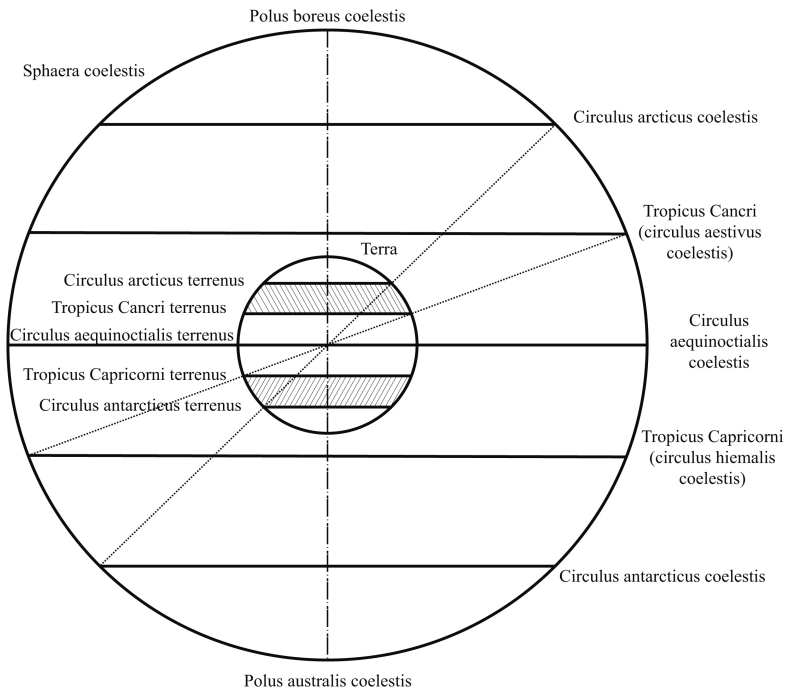 Polus boreus coelestis
Sphaera coelestis
Circulus arcticus coelestis
Tropicus Cancri
(circulus aestivus
coelestis)
Terra
Circulus arcticus terrenus
Tropicus Cancri terrenus
Circulus aequinoctialis terrenus
Circulus
aequinoctialis
coelestis
Tropicus Capricorni terrenus
Circulus antarcticus terrenus
Tropicus Capricorni
(circulus hiemalis
coelestis)
Circulus antarcticus coelestis
Polus australis coelestis